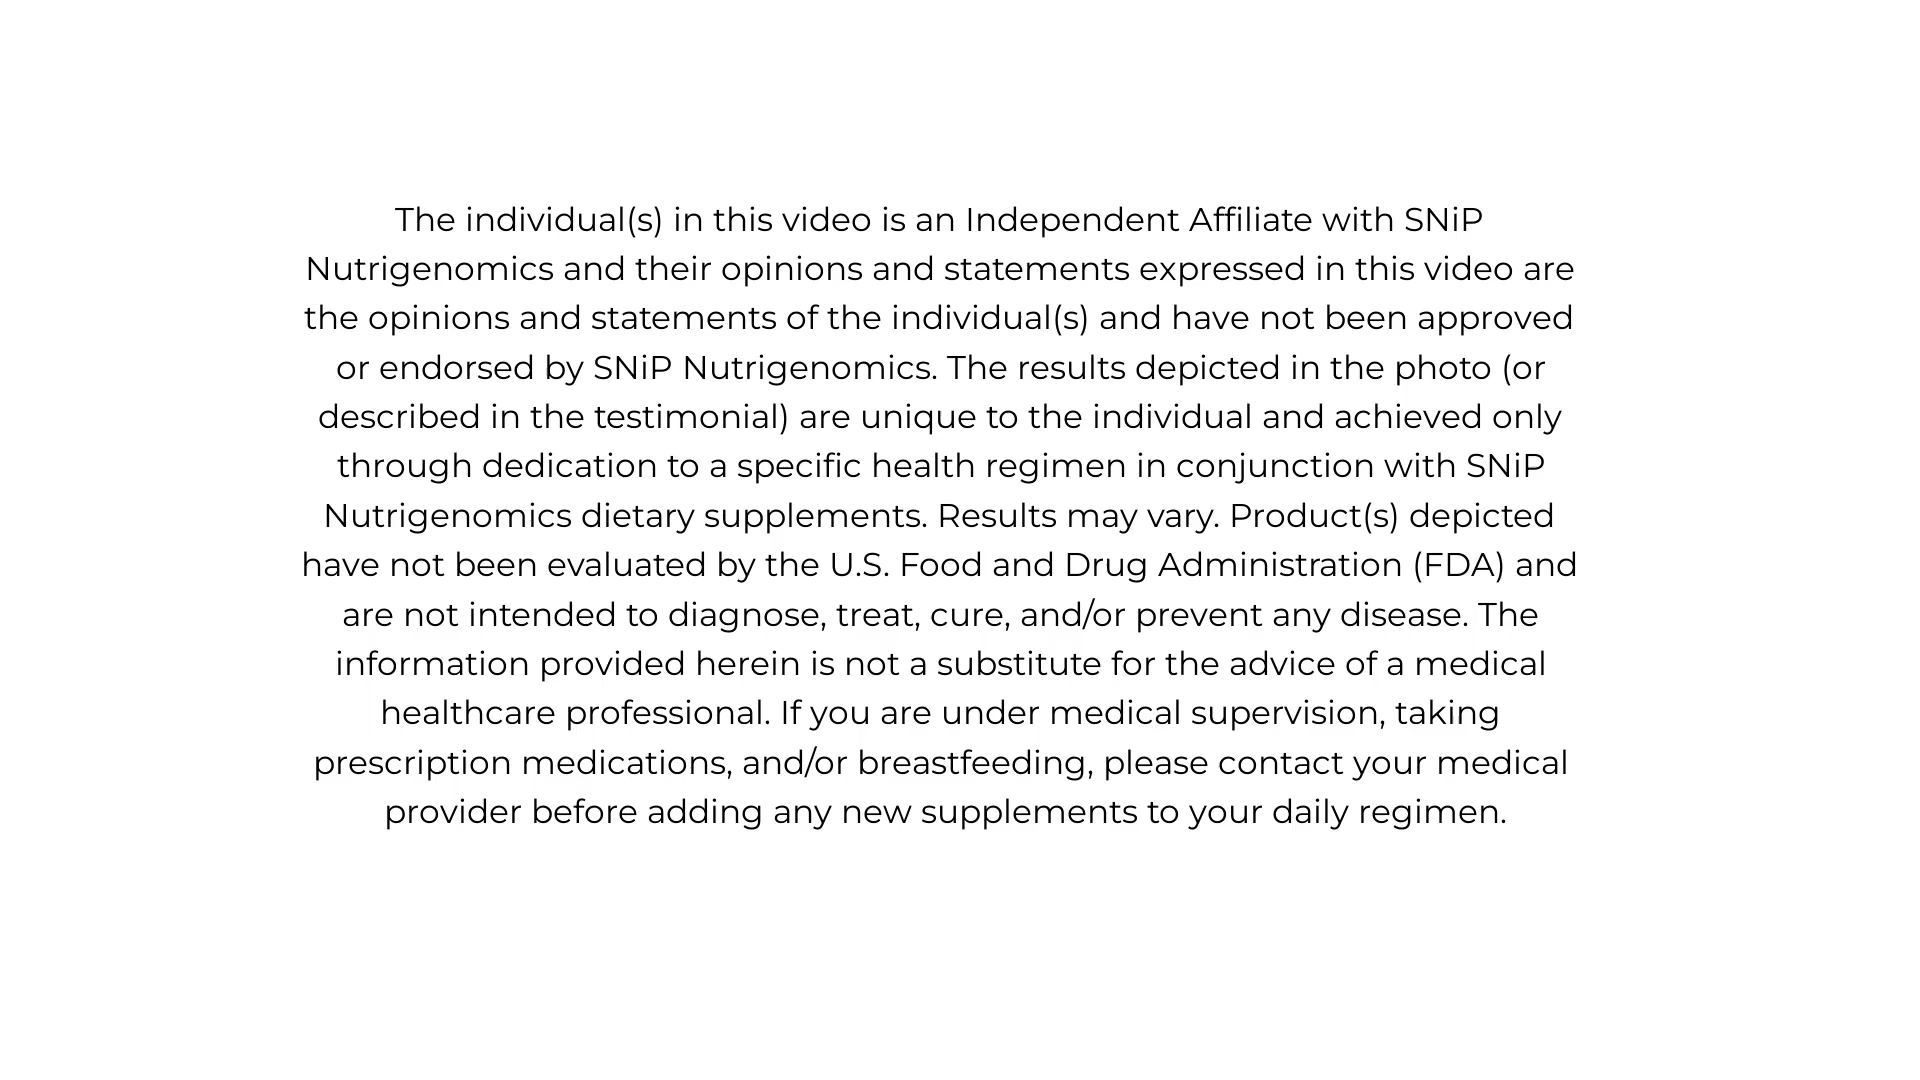 The individual(s) in this video is an Independent Affiliate with SNiP
Nutrigenomics and their opinions and statements expressed in this video are
the opinions and statements of the individual(s) and have not been approved
or endorsed by SNiP Nutrigenomics. The results depicted in the photo (or
described in the testimonial) are unique to the individual and achieved only
through dedication to a specific health regimen in conjunction with SNiP
Nutrigenomics dietary supplements. Results may vary. Product(s) depicted
have not been evaluated by the U.S. Food and Drug Administration (FDA) and
are not intended to diagnose, treat, cure, and/or prevent any disease. The
information provided herein is not a substitute for the advice of a medical
healthcare professional. If you are under medical supervision, taking
prescription medications, and/or breastfeeding, please contact your medical
provider before adding any new supplements to your daily regimen.